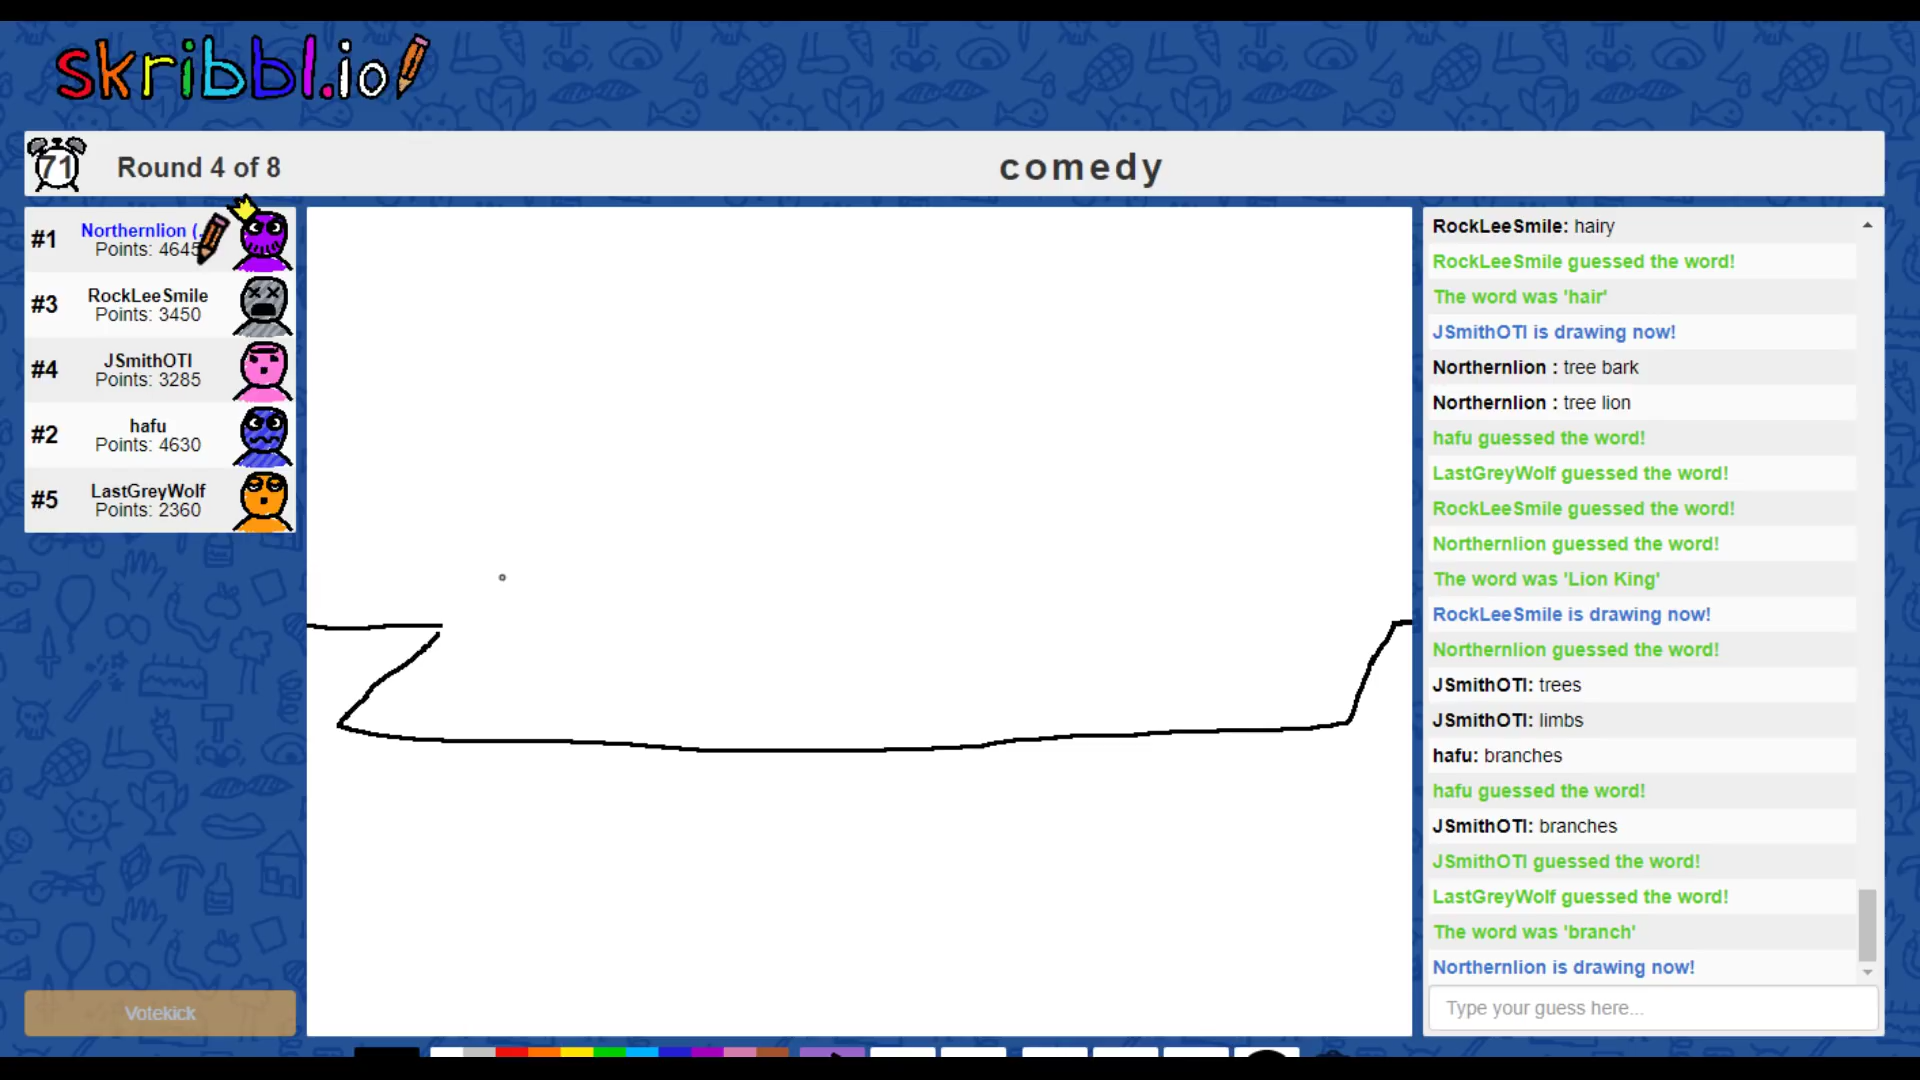 skribbl.io
71
Round 4 of 8
comedy
#1
Northernlion (
Points: 4645
#3
RockLeeSmile
Points: 3450
#4
JSmithOTI
Points: 3285
#2
hafu
Points: 4630
#5
LastGreyWolf
Points: 2360
Votekick
RockLeeSmile: hairy
RockLeeSmile guessed the word!
The word was 'hair'
JSmithOTI is drawing now!
Northernlion : tree bark
Northernlion : tree lion
hafu guessed the word!
LastGreyWolf guessed the word!
RockLeeSmile guessed the word!
Northernlion guessed the word!
The word was 'Lion King'
RockLeeSmile is drawing now!
Northernlion guessed the word!
JSmithOTI: trees
JSmithOTI: limbs
hafu: branches
hafu guessed the word!
JSmithOTI: branches
JSmithOTI guessed the word!
LastGreyWolf guessed the word!
The word was 'branch'
Northernlion is drawing now!
Type your guess here...